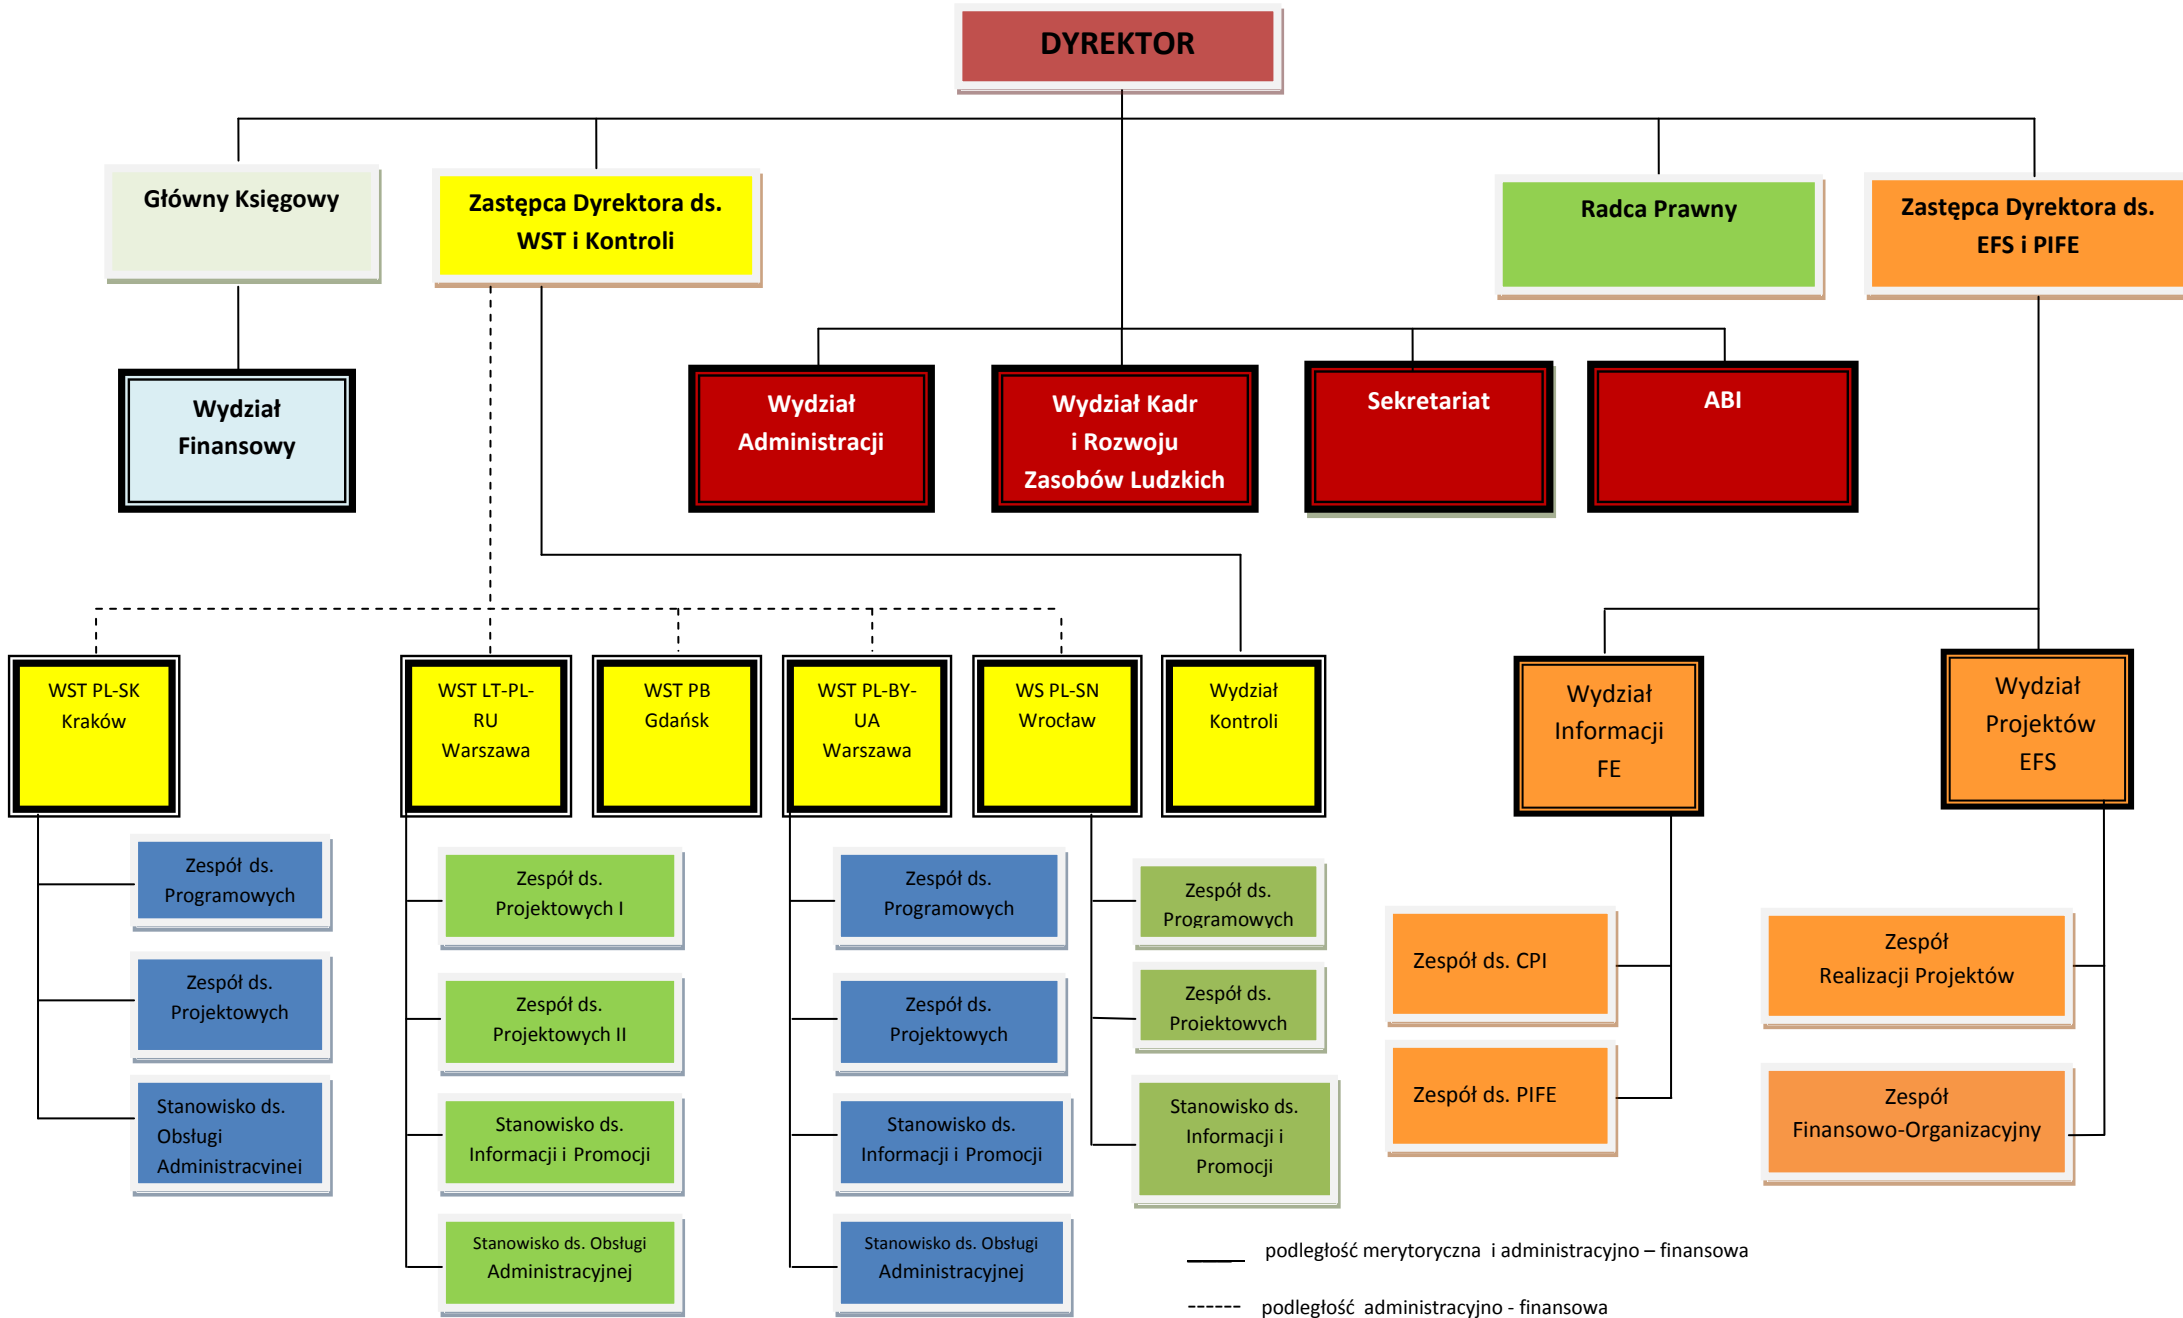 DYREKTOR
Główny Księgowy
Zastępca Dyrektora ds.
WST i Kontroli
Radca Prawny
Zastępca Dyrektora ds.
EFS i PIFE
Wydział
Finansowy
Wydział
Administracji
Wydział Kadr
i Rozwoju
Zasobów Ludzkich
Sekretariat
ABI
WST PL-SK
Kraków
WST LT-PL-
RU
Warszawa
WST PB
Gdańsk
WST PL-BY-
UA
Warszawa
WS PL-SN
Wrocław
Wydział
Kontroli
Wydział
Informacji
FE
Wydział
Projektów
EFS
Zespół ds.
Programowych
Zespół ds.
Projektowych
Stanowisko ds.
Obsługi
Administracyjnej
Zespół ds.
Projektowych I
Zespół ds.
Projektowych II
Stanowisko ds.
Informacji i Promocji
Stanowisko ds. Obsługi
Administracyjnej
Zespół ds.
Programowych
Zespół ds.
Projektowych
Stanowisko ds.
Informacji i Promocji
Stanowisko ds. Obsługi
Administracyjnej
Zespół ds.
Programowych
Zespół ds.
Projektowych
Stanowisko ds.
Informacji i
Promocji
Zespół ds. CPI
Zespół ds. PIFE
Zespół
Realizacji Projektów
Zespół
Finansowo-Organizacyjny
podległość merytoryczna i administracyjno – finansowa
podległość administracyjno - finansowa